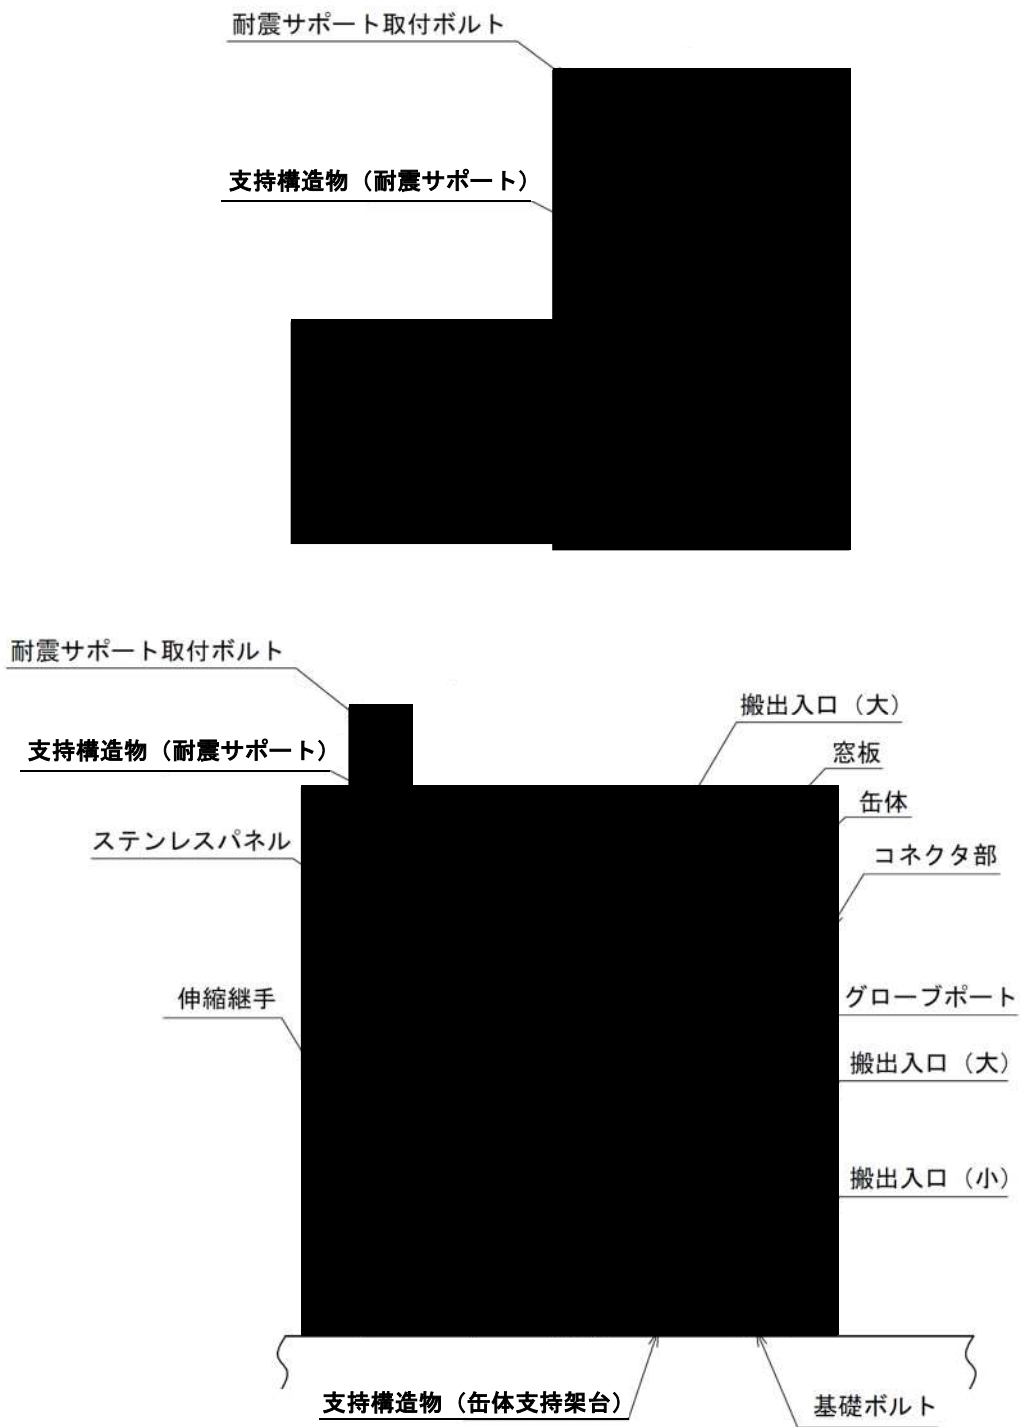 耐震サポート取付ボルト
支持構造物（耐震サポート）
耐震サポート取付ボルト
搬出入口（大）
支持構造物（耐震サポート）
窓板
缶体
ステンレスパネル
コネクタ部
伸縮継手
グローブポート
搬出入口（大）
搬出入口（小）
支持構造物（缶体支持架台）
基礎ボルト